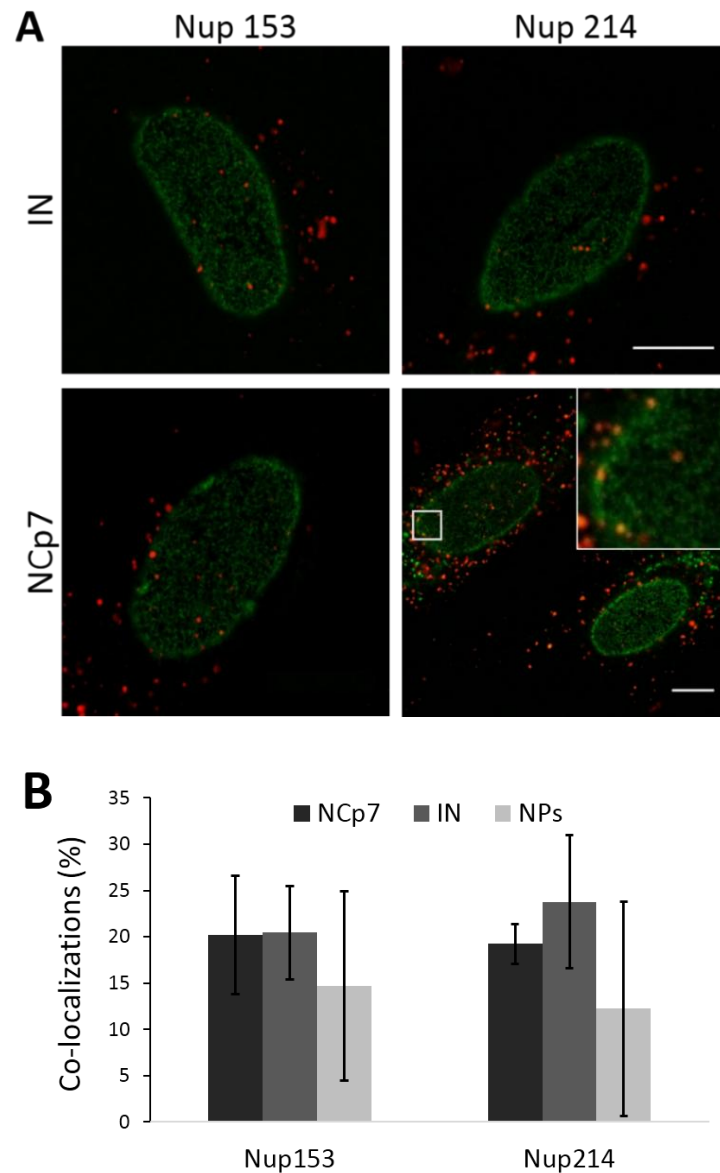 A
Nup 153
Nup 214
IN
NCp7
B
Co-localizations (%)
NCp7 IN NPs
35
30
25
20
15
10
5
0
Nup153
Nup214